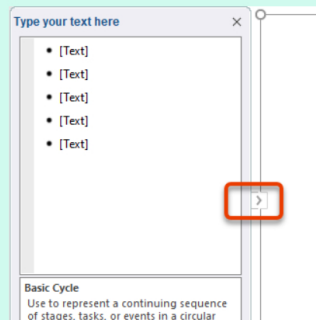 Type your text here
[Text]
[Text]
[Text]
[Text]
[Text]
Basic Cycle
Use to represent a continuing sequence
of stages, tasks, or events in a circular